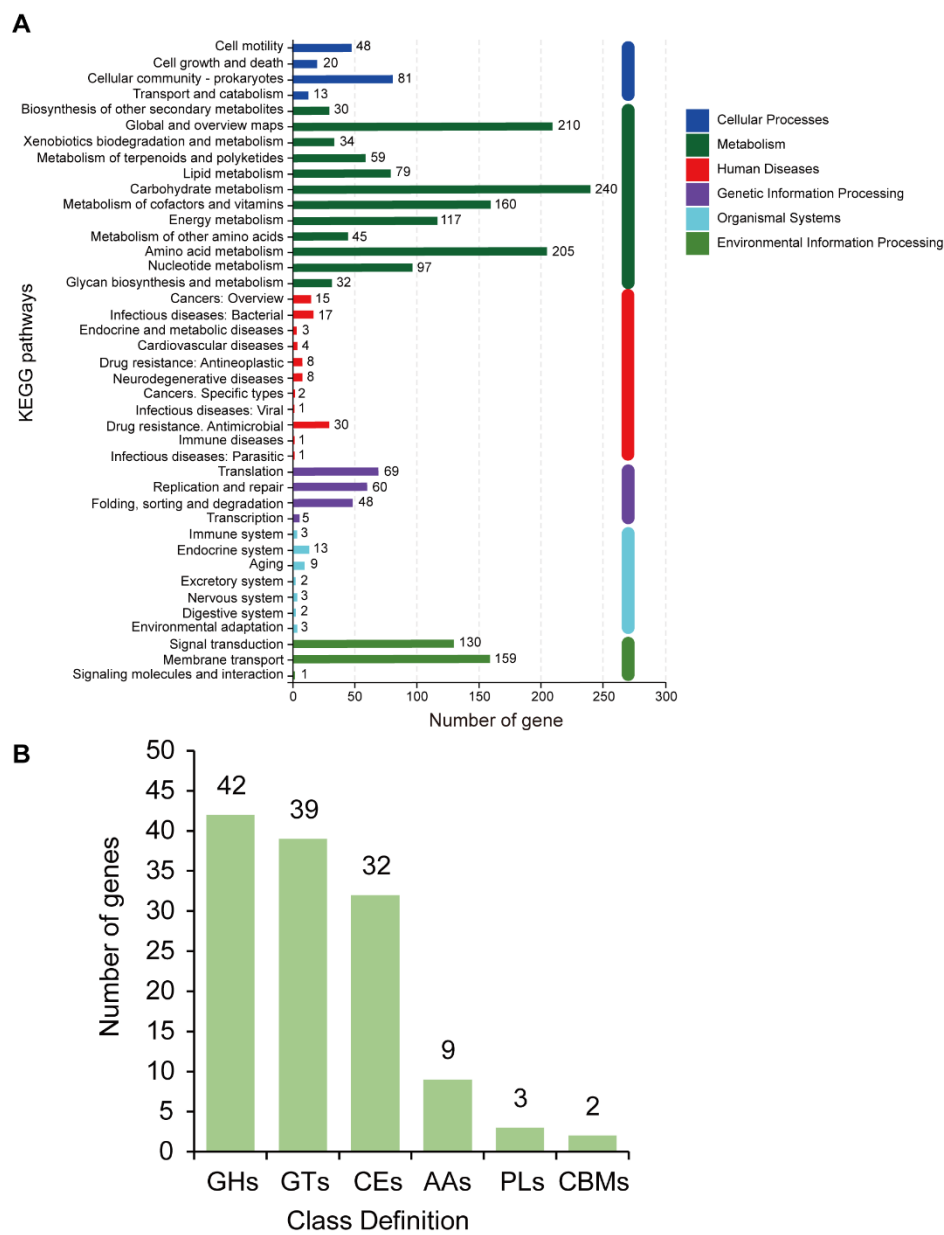 A
Cell motility 48
Cell growth and death 20
Cellular community - prokaryotes 81
Transport and catabolism 13
Biosynthesis of other secondary metabolites 30
Global and overview maps 210
Xenobiotics biodegradation and metabolism 34
Metabolism of terpenoids and polyketides 59
Lipid metabolism 79
Carbohydrate metabolism 240
Metabolism of cofactors and vitamins 160
Energy metabolism 117
Metabolism of other amino acids 45
Amino acid metabolism 205
Nucleotide metabolism 97
Glycan biosynthesis and metabolism 32
Cancers: Overview 15
Infectious diseases: Bacterial 17
Endocrine and metabolic diseases 3
Cardiovascular diseases 4
Drug resistance: Antineoplastic 8
Neurodegenerative diseases 8
Cancers. Specific types 2
Infectious diseases: Viral 1
Drug resistance. Antimicrobial 30
Immune diseases 1
Infectious diseases: Parasitic 1
Translation 69
Replication and repair 60
Folding, sorting and degradation 48
Transcription 5
Immune system 3
Endocrine system 13
Aging 9
Excretory system 2
Nervous system 3
Digestive system 2
Environmental adaptation 3
Signal transduction 130
Membrane transport 159
Signaling molecules and interaction 1
0 50 100 150 200 250 300
Number of gene
KEGG pathways
Cellular Processes
Metabolism
Human Diseases
Genetic Information Processing
Organismal Systems
Environmental Information Processing
B
Number of genes
50
45
40
35
30
25
20
15
10
5
0
42 39 32 9 3 2
GHs GTs CEs AAs PLs CBMs
Class Definition